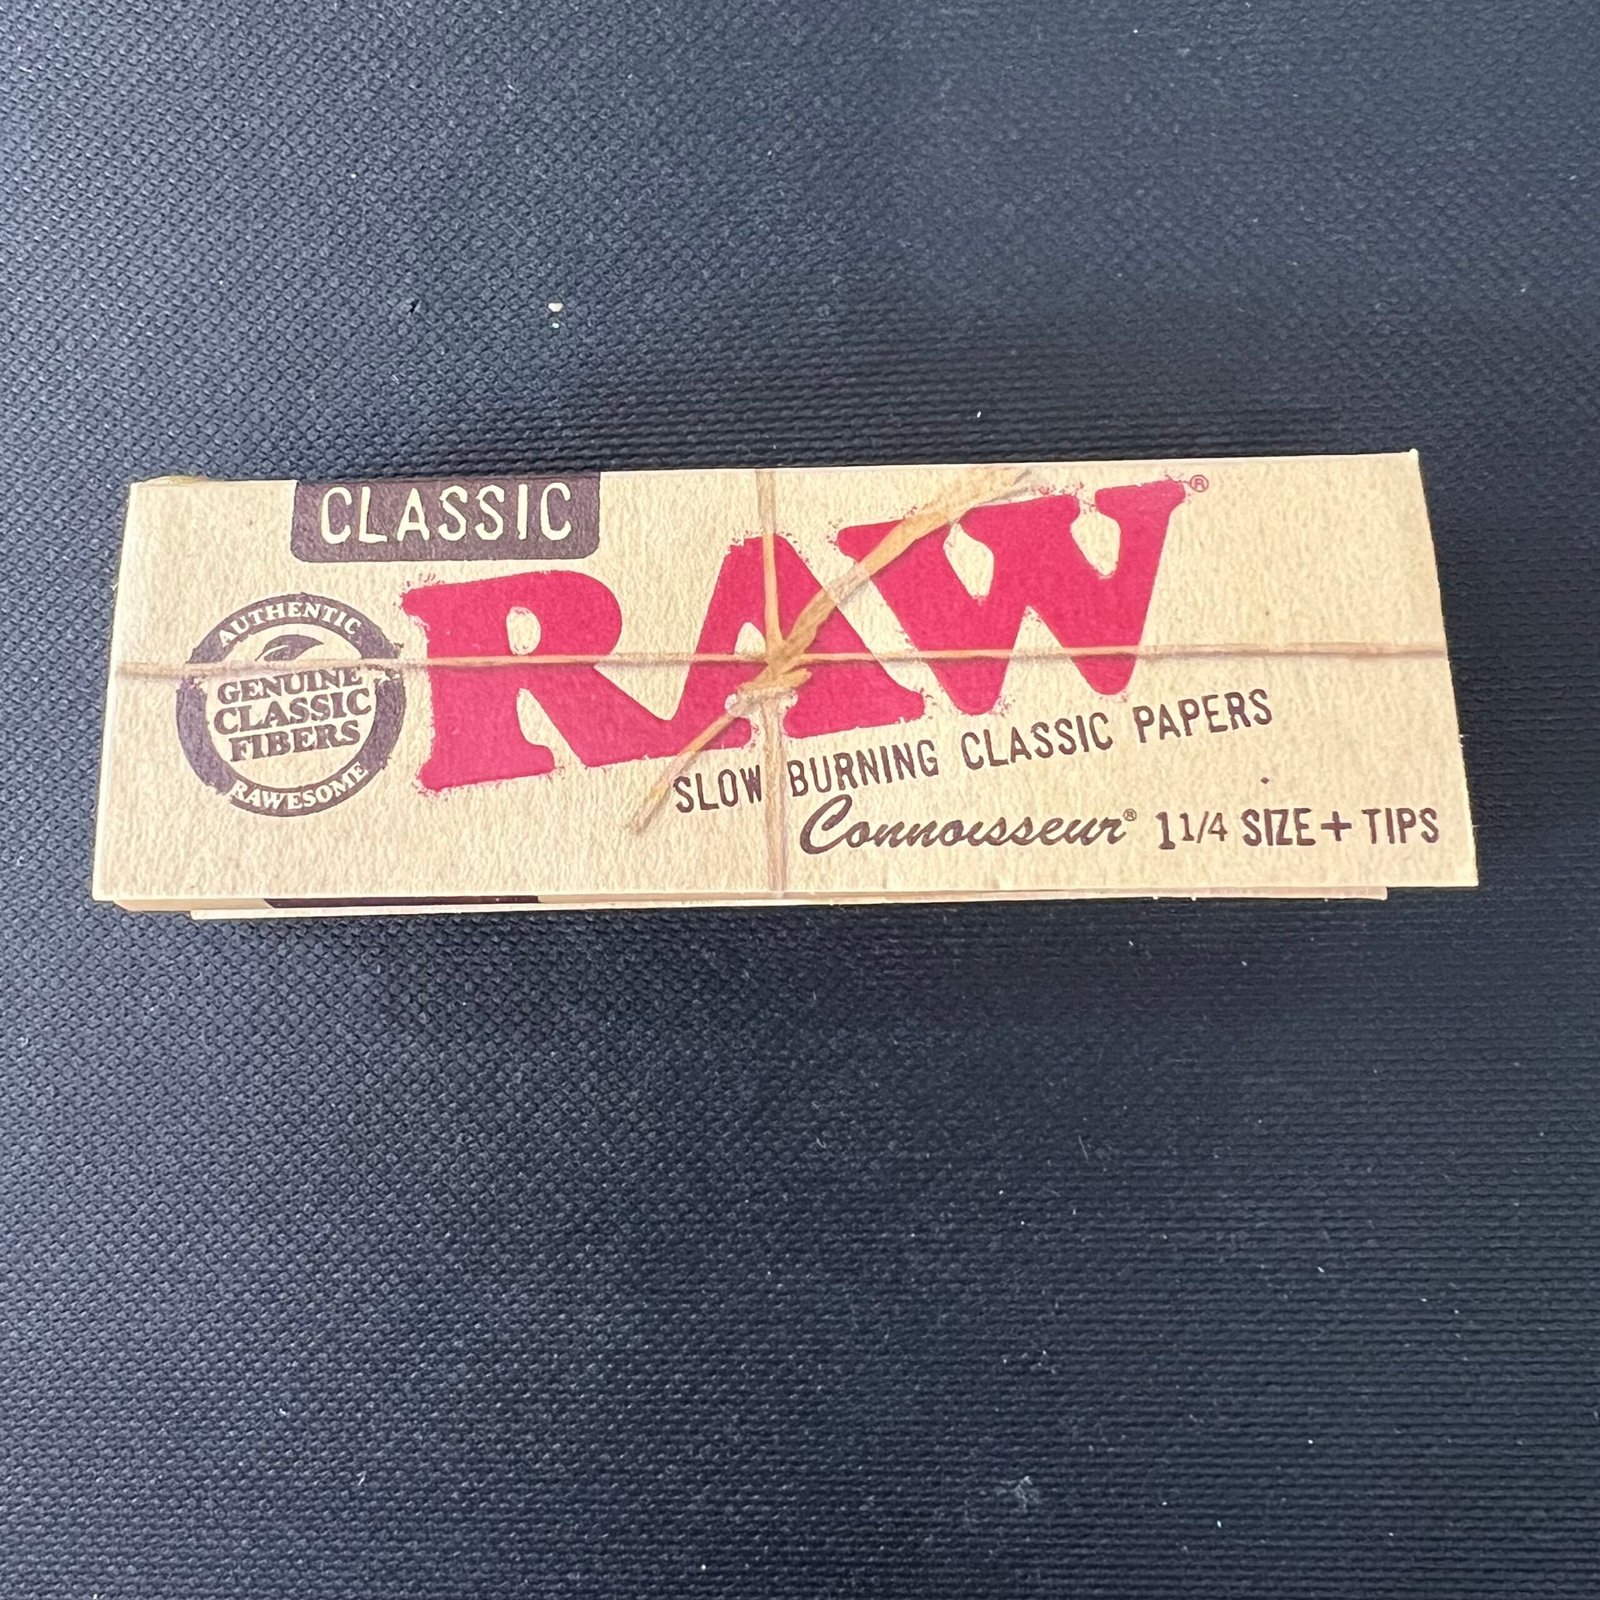 CLASSIC
RAW®
AUTHENTIC
GENUINE
CLASSIC
FIBERS
RAWESOME
SLOW BURNING CLASSIC PAPERS
Connoisseur® 1 1/4 SIZE + TIPS